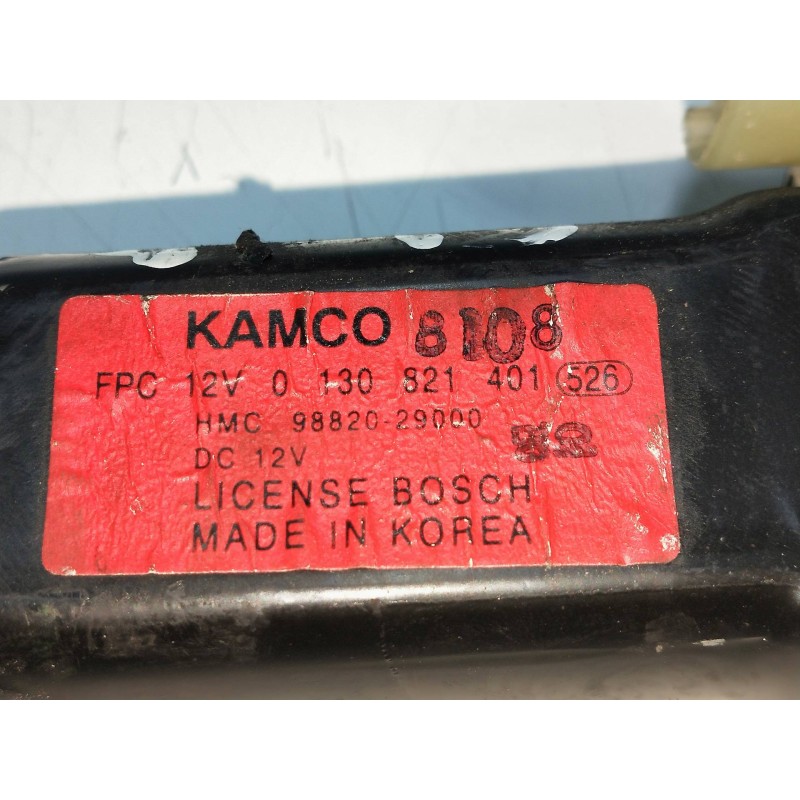 KAMCO 8108
FPC 12V 0 130 821 401 526
HMC 98820-29000
DC 12V
LICENSE BOSCH
MADE IN KOREA